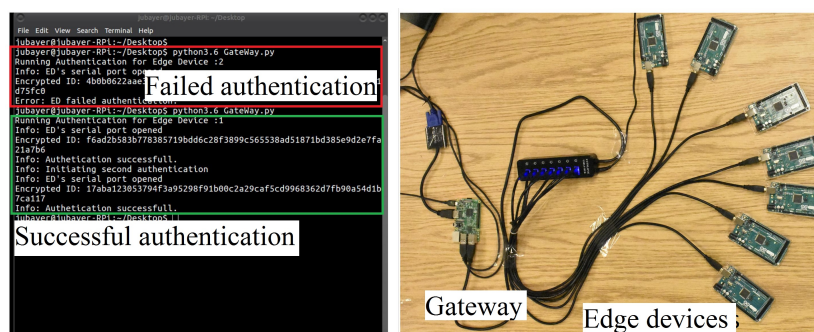 jubayer@jubayer-RPi: ~/Desktop
File Edit View Search Terminal Help
jubayer@jubayer-RPi:~/Desktop$
jubayer@jubayer-RPi:~/Desktop$ python3.6 GateWay.py
Running Authentication for Edge Device :2
Info: ED's serial port opened
Encrypted ID: 4b0b0622aae
d75fc0
Error: ED failed authentication.
Failed authentication
jubayer@jubayer-RPi:~/Desktop$ python3.6 GateWay.py
Running Authentication for Edge Device :1
Info: ED's serial port opened
Encrypted ID: f6ad2b583b778385719bdd6c28f3899c565538ad51871bd385e9d2e7fa
21a7b6
Info: Authetication successfull.
Info: Initiating second authentication
Info: ED's serial port opened
Encrypted ID: 17aba123053794f3a95298f91b00c2a29caf5cd9968362d7fb90a54d1b
7ca117
Info: Authetication successfull.
jubayer@jubayer-RPi:~/Desktop$
Successful authentication
Gateway
Edge devices